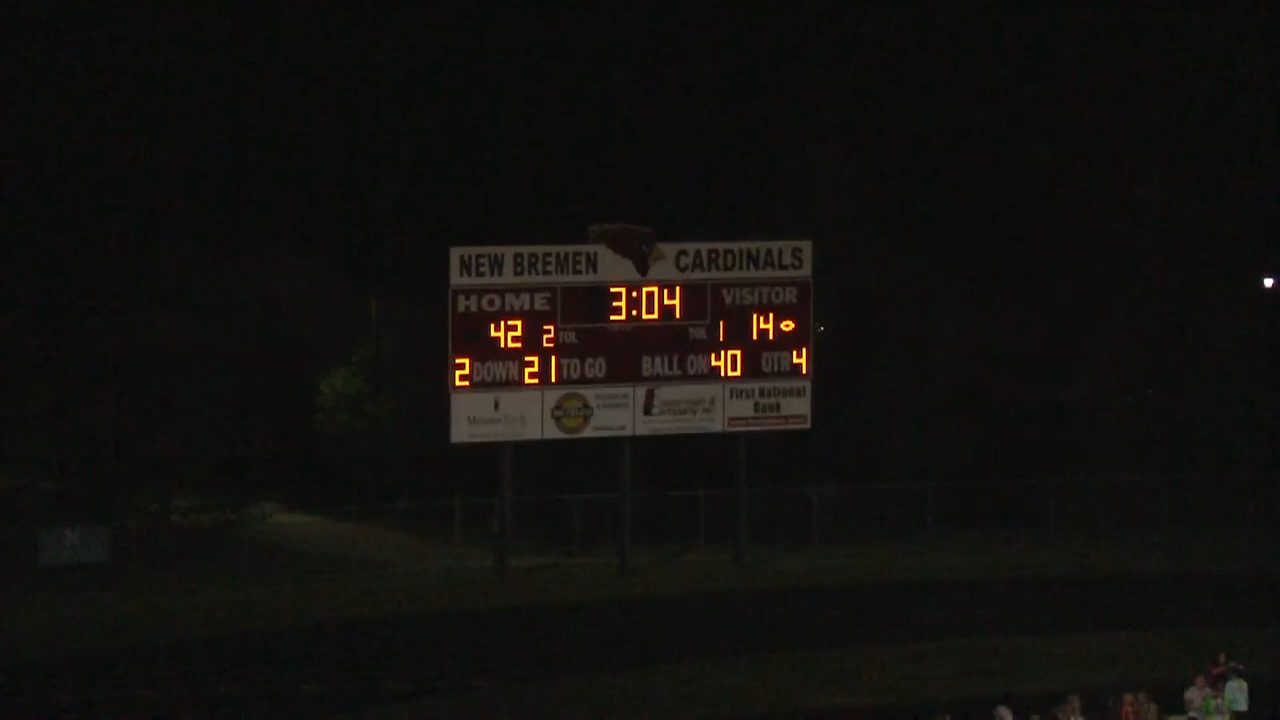 NEW BREMEN CARDINALS
HOME 3:04 VISITOR
42 2 TOL TOL 1 14
2 DOWN 21 TO GO BALL ON 40 QTR 4
First National
Bank